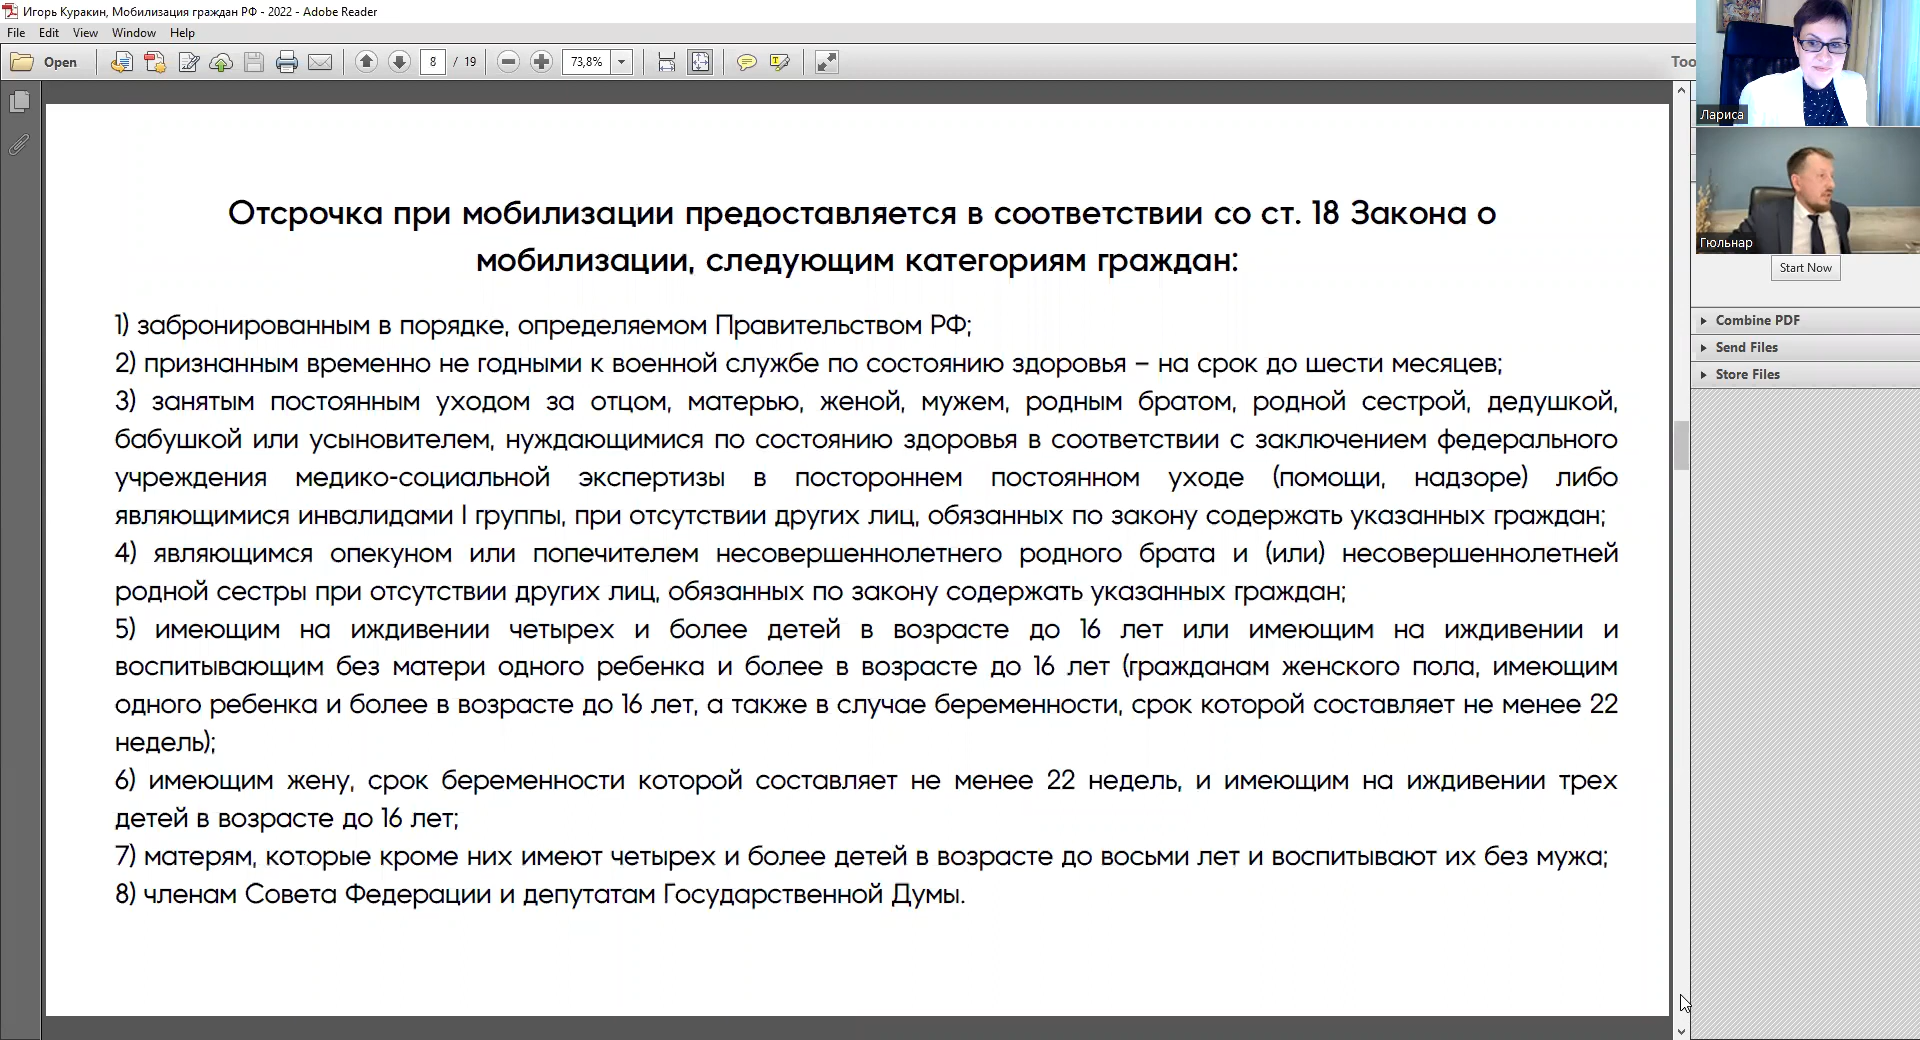 Игорь Куракин, Мобилизация граждан РФ - 2022 - Adobe Reader
File Edit View Window Help
Open
8 / 19
73,8%
Too
Лариса
Гюльнар
Start Now
Combine PDF
Send Files
Store Files
Отсрочка при мобилизации предоставляется в соответствии со ст. 18 Закона о
мобилизации, следующим категориям граждан:
1) забронированным в порядке, определяемом Правительством РФ;
2) признанным временно не годными к военной службе по состоянию здоровья – на срок до шести месяцев;
3) занятым постоянным уходом за отцом, матерью, женой, мужем, родным братом, родной сестрой, дедушкой,
бабушкой или усыновителем, нуждающимися по состоянию здоровья в соответствии с заключением федерального
учреждения медико-социальной экспертизы в постороннем постоянном уходе (помощи, надзоре) либо
являющимися инвалидами I группы, при отсутствии других лиц, обязанных по закону содержать указанных граждан;
4) являющимся опекуном или попечителем несовершеннолетнего родного брата и (или) несовершеннолетней
родной сестры при отсутствии других лиц, обязанных по закону содержать указанных граждан;
5) имеющим на иждивении четырех и более детей в возрасте до 16 лет или имеющим на иждивении и
воспитывающим без матери одного ребенка и более в возрасте до 16 лет (гражданам женского пола, имеющим
одного ребенка и более в возрасте до 16 лет, а также в случае беременности, срок которой составляет не менее 22
недель);
6) имеющим жену, срок беременности которой составляет не менее 22 недель, и имеющим на иждивении трех
детей в возрасте до 16 лет;
7) матерям, которые кроме них имеют четырех и более детей в возрасте до восьми лет и воспитывают их без мужа;
8) членам Совета Федерации и депутатам Государственной Думы.